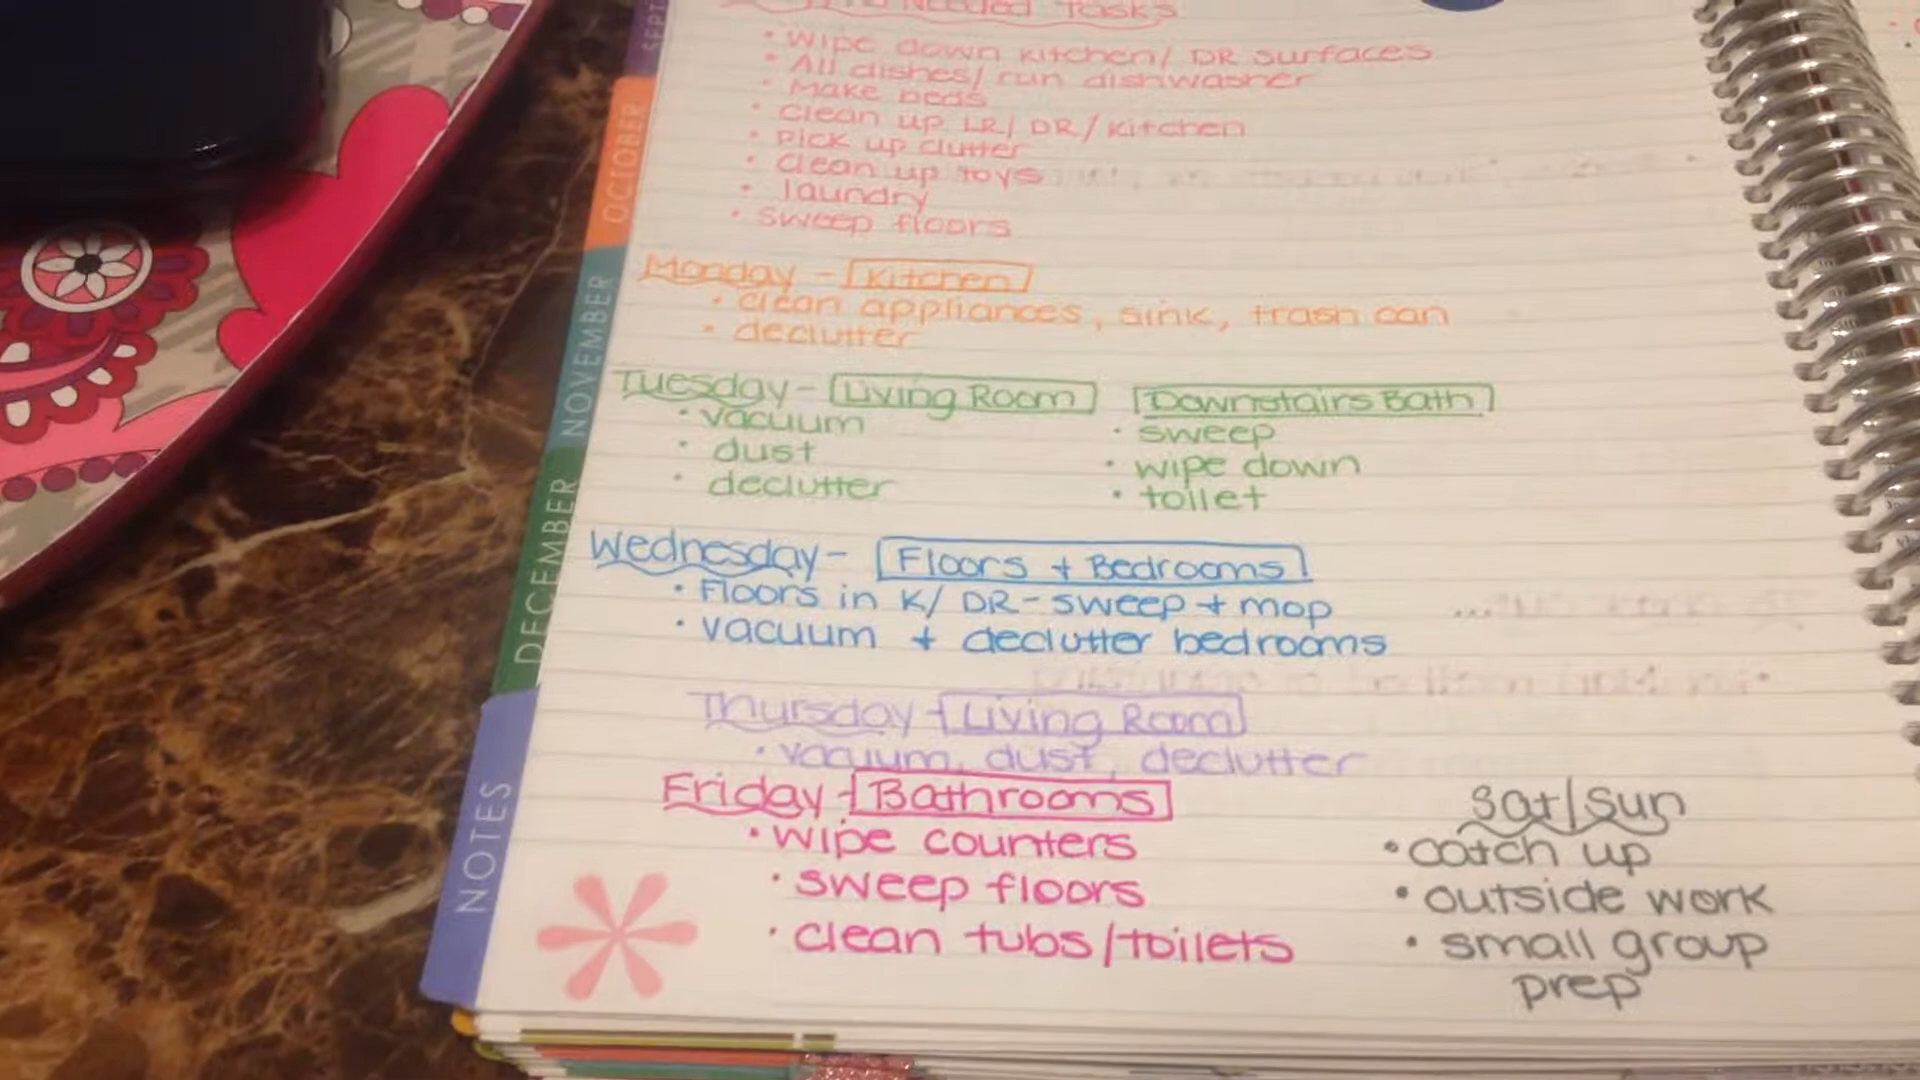 Needed Tasks
• Wipe down kitchen/ DR surfaces
• All dishes/ run dishwasher
• Make beds
• Clean up LR/ DR/ Kitchen
• Pick up clutter
• Clean up toys
• laundry
• sweep floors
Monday - Kitchen
• clean appliances, sink, trash can
• declutter
Tuesday - Living Room
• vacuum
• dust
• declutter
Downstairs Bath
• sweep
• wipe down
• toilet
Wednesday - Floors + Bedrooms
• Floors in K/ DR - sweep + mop
• vacuum + declutter bedrooms
Thursday - Living Room
• vacuum, dust, declutter
Friday - Bathrooms
• wipe counters
• sweep floors
• clean tubs/toilets
Sat/Sun
• catch up
• outside work
• small group
prep
SEPT
OCTOBER
NOVEMBER
DECEMBER
NOTES